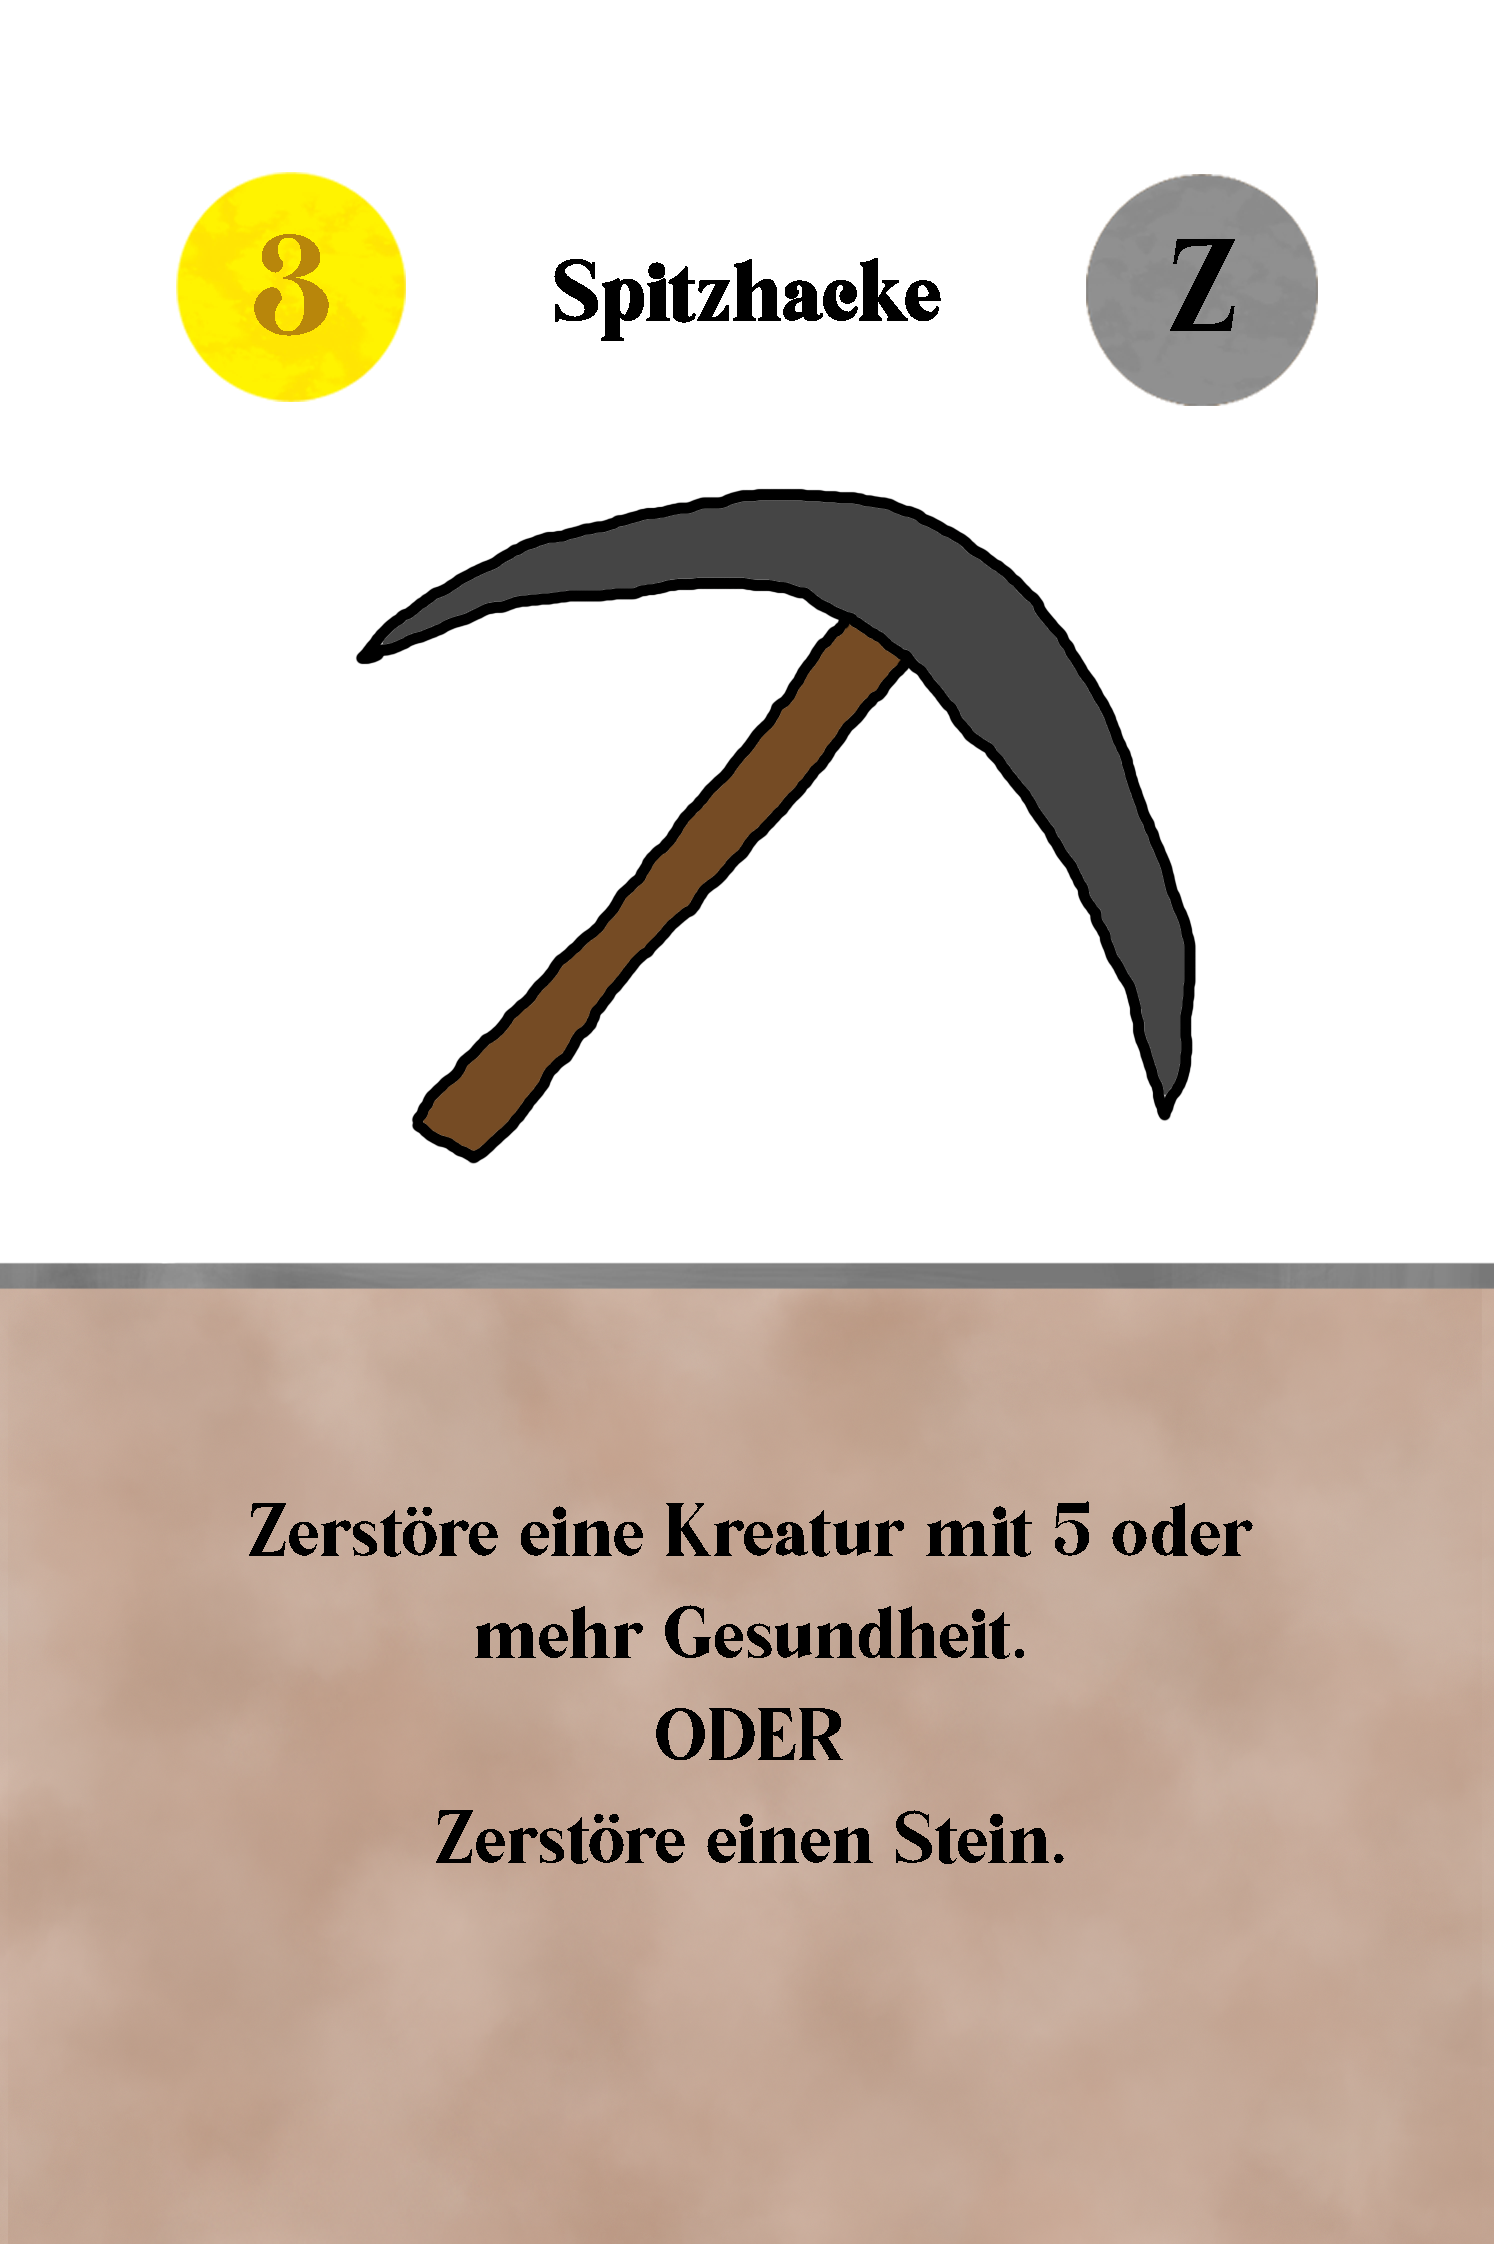 3 Spitzhacke Z
Zerstöre eine Kreatur mit 5 oder
mehr Gesundheit.
ODER
Zerstöre einen Stein.